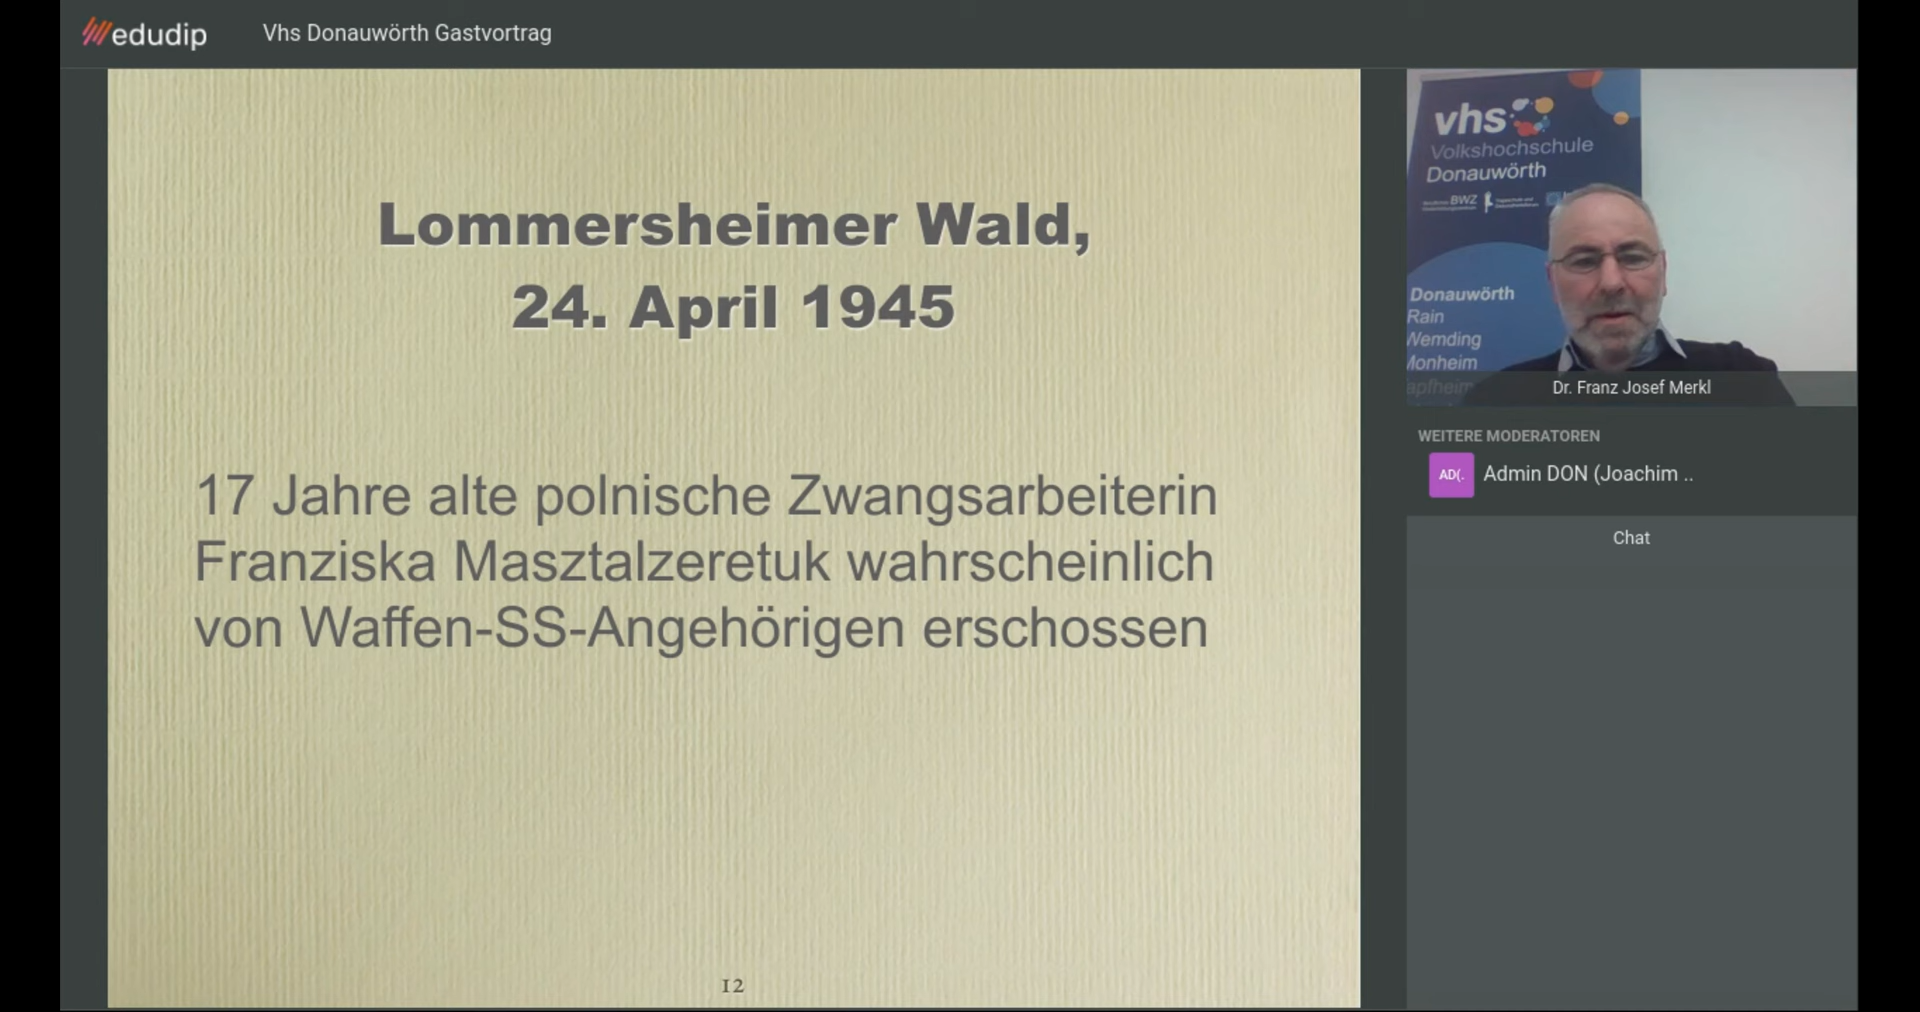 edudip
Vhs Donauwörth Gastvortrag
Lommersheimer Wald,
24. April 1945
17 Jahre alte polnische Zwangsarbeiterin
Franziska Masztalzeretuk wahrscheinlich
von Waffen-SS-Angehörigen erschossen
12
vhs
Volkshochschule
Donauwörth
BWZ
Donauwörth
Rain
Wemding
Monheim
Dr. Franz Josef Merkl
WEITERE MODERATOREN
AD(.
Admin DON (Joachim ..
Chat